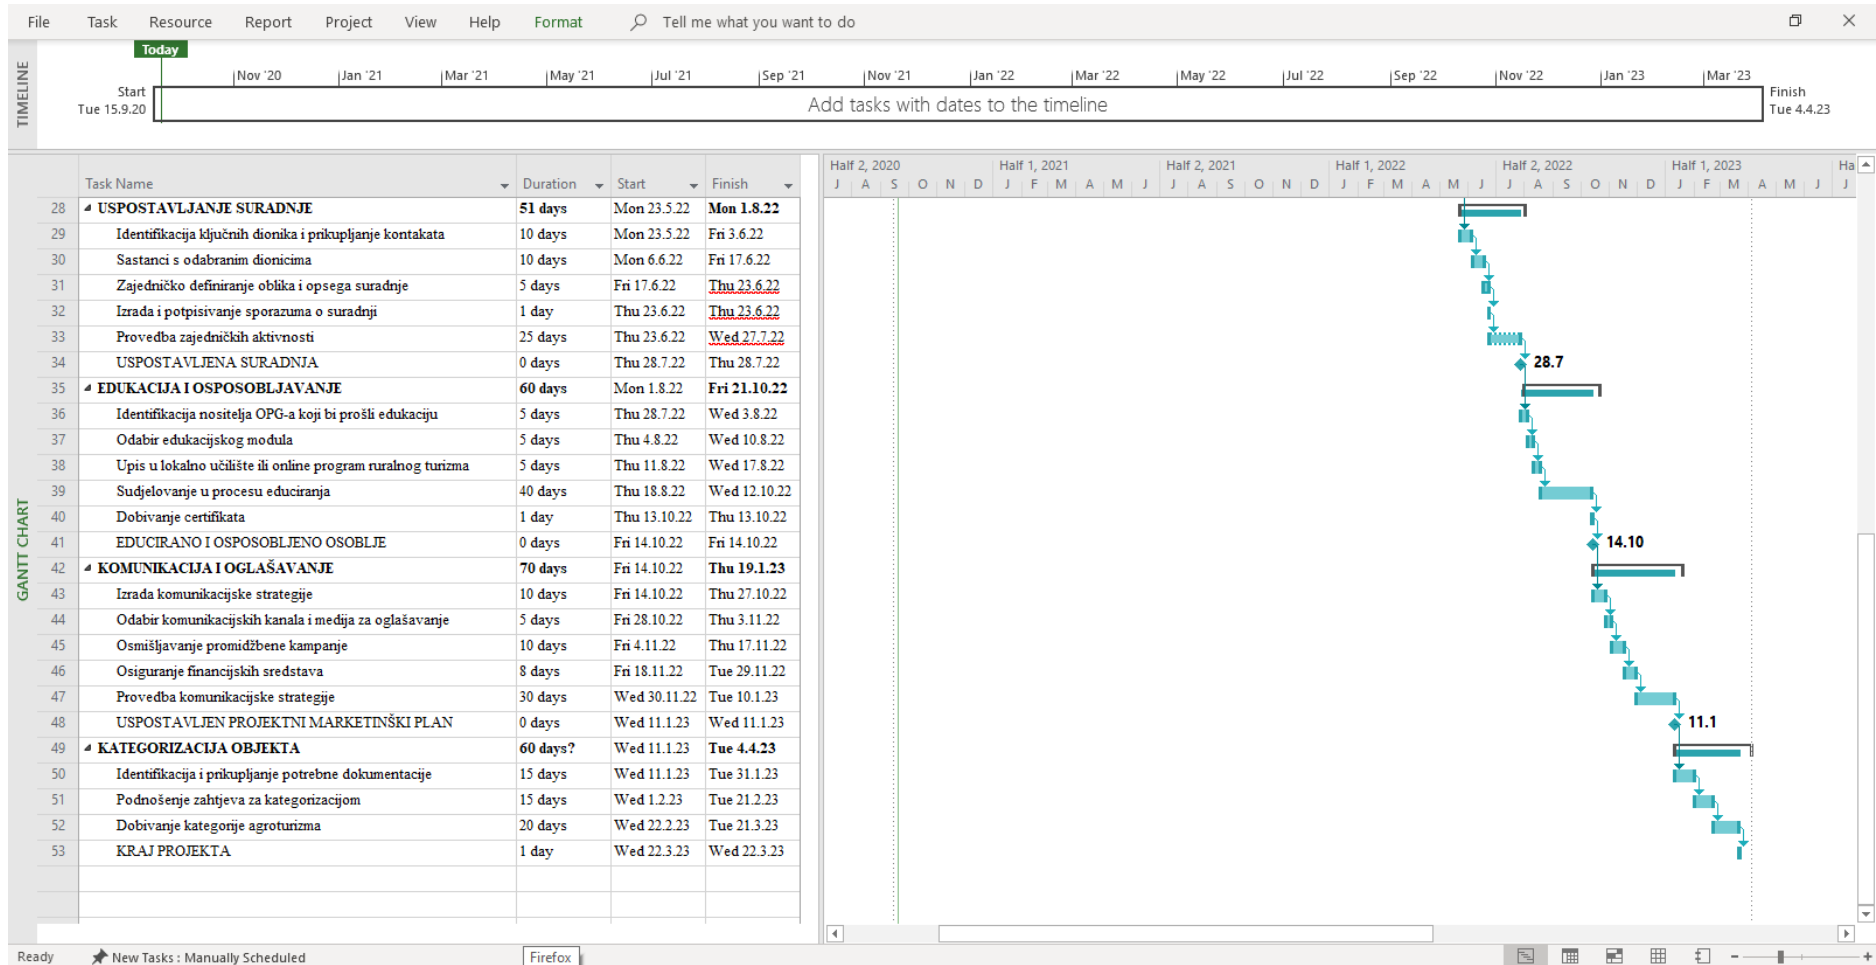 File Task Resource Report Project View Help Format Tell me what you want to do
Today
TIMELINE
Nov '20 Jan '21 Mar '21 May '21 Jul '21 Sep '21 Nov '21 Jan '22 Mar '22 May '22 Jul '22 Sep '22 Nov '22 Jan '23 Mar '23
Start
Tue 15.9.20
Add tasks with dates to the timeline
Finish
Tue 4.4.23
Half 2, 2020 Half 1, 2021 Half 2, 2021 Half 1, 2022 Half 2, 2022 Half 1, 2023 Ha
Task Name Duration Start Finish
J A S O N D J F M A M J J A S O N D J F M A M J J A S O N D J F M A M J J
28 USPOSTAVLJANJE SURADNJE 51 days Mon 23.5.22 Mon 1.8.22
29 Identifikacija ključnih dionika i prikupljanje kontakata 10 days Mon 23.5.22 Fri 3.6.22
30 Sastanci s odabranim dionicima 10 days Mon 6.6.22 Fri 17.6.22
31 Zajedničko definiranje oblika i opsega suradnje 5 days Fri 17.6.22 Thu 23.6.22
32 Izrada i potpisivanje sporazuma o suradnji 1 day Thu 23.6.22 Thu 23.6.22
33 Provedba zajedničkih aktivnosti 25 days Thu 23.6.22 Wed 27.7.22
34 USPOSTAVLJENA SURADNJA 0 days Thu 28.7.22 Thu 28.7.22 28.7
35 EDUKACIJA I OSPOSOBLJAVANJE 60 days Mon 1.8.22 Fri 21.10.22
36 Identifikacija nositelja OPG-a koji bi prošli edukaciju 5 days Thu 28.7.22 Wed 3.8.22
37 Odabir edukacijskog modula 5 days Thu 4.8.22 Wed 10.8.22
38 Upis u lokalno učilište ili online program ruralnog turizma 5 days Thu 11.8.22 Wed 17.8.22
39 Sudjelovanje u procesu educiranja 40 days Thu 18.8.22 Wed 12.10.22
40 Dobivanje certifikata 1 day Thu 13.10.22 Thu 13.10.22
41 EDUCIRANO I OSPOSOBLJENO OSOBLJE 0 days Fri 14.10.22 Fri 14.10.22 14.10
42 KOMUNIKACIJA I OGLAŠAVANJE 70 days Fri 14.10.22 Thu 19.1.23
43 Izrada komunikacijske strategije 10 days Fri 14.10.22 Thu 27.10.22
44 Odabir komunikacijskih kanala i medija za oglašavanje 5 days Fri 28.10.22 Thu 3.11.22
45 Osmišljavanje promidžbene kampanje 10 days Fri 4.11.22 Thu 17.11.22
46 Osiguranje financijskih sredstava 8 days Fri 18.11.22 Tue 29.11.22
47 Provedba komunikacijske strategije 30 days Wed 30.11.22 Tue 10.1.23
48 USPOSTAVLJEN PROJEKTNI MARKETINŠKI PLAN 0 days Wed 11.1.23 Wed 11.1.23 11.1
49 KATEGORIZACIJA OBJEKTA 60 days? Wed 11.1.23 Tue 4.4.23
50 Identifikacija i prikupljanje potrebne dokumentacije 15 days Wed 11.1.23 Tue 31.1.23
51 Podnošenje zahtjeva za kategorizacijom 15 days Wed 1.2.23 Tue 21.2.23
52 Dobivanje kategorije agroturizma 20 days Wed 22.2.23 Tue 21.3.23
53 KRAJ PROJEKTA 1 day Wed 22.3.23 Wed 22.3.23
GANTT CHART
Ready New Tasks : Manually Scheduled Firefox